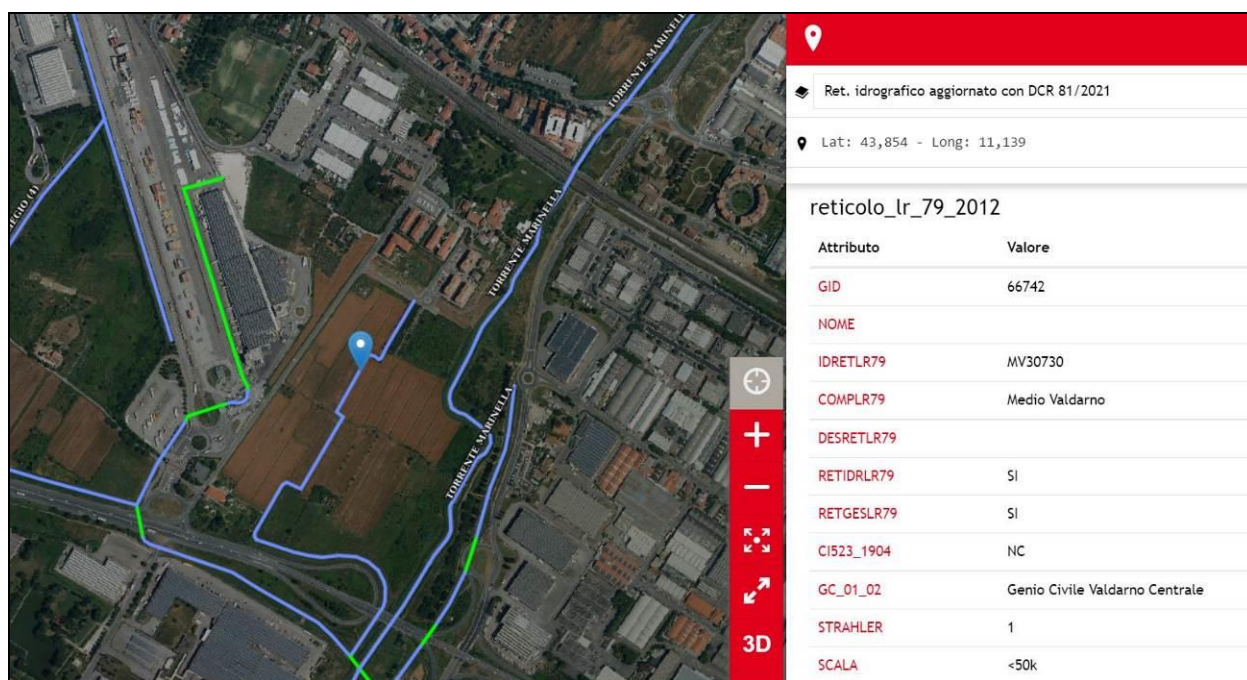 TORRENTE MARINELLA
TORRENTE MARINELLA
TORRENTE MARINELLA
3D
Ret. idrografico aggiornato con DCR 81/2021
Lat: 43,854 - Long: 11,139
reticolo_lr_79_2012
Attributo Valore
GID 66742
NOME
IDRETLR79 MV30730
COMPLR79 Medio Valdarno
DESRETLR79
RETIDRLR79 SI
RETGESLR79 SI
CI523_1904 NC
GC_01_02 Genio Civile Valdarno Centrale
STRAHLER 1
SCALA <50k